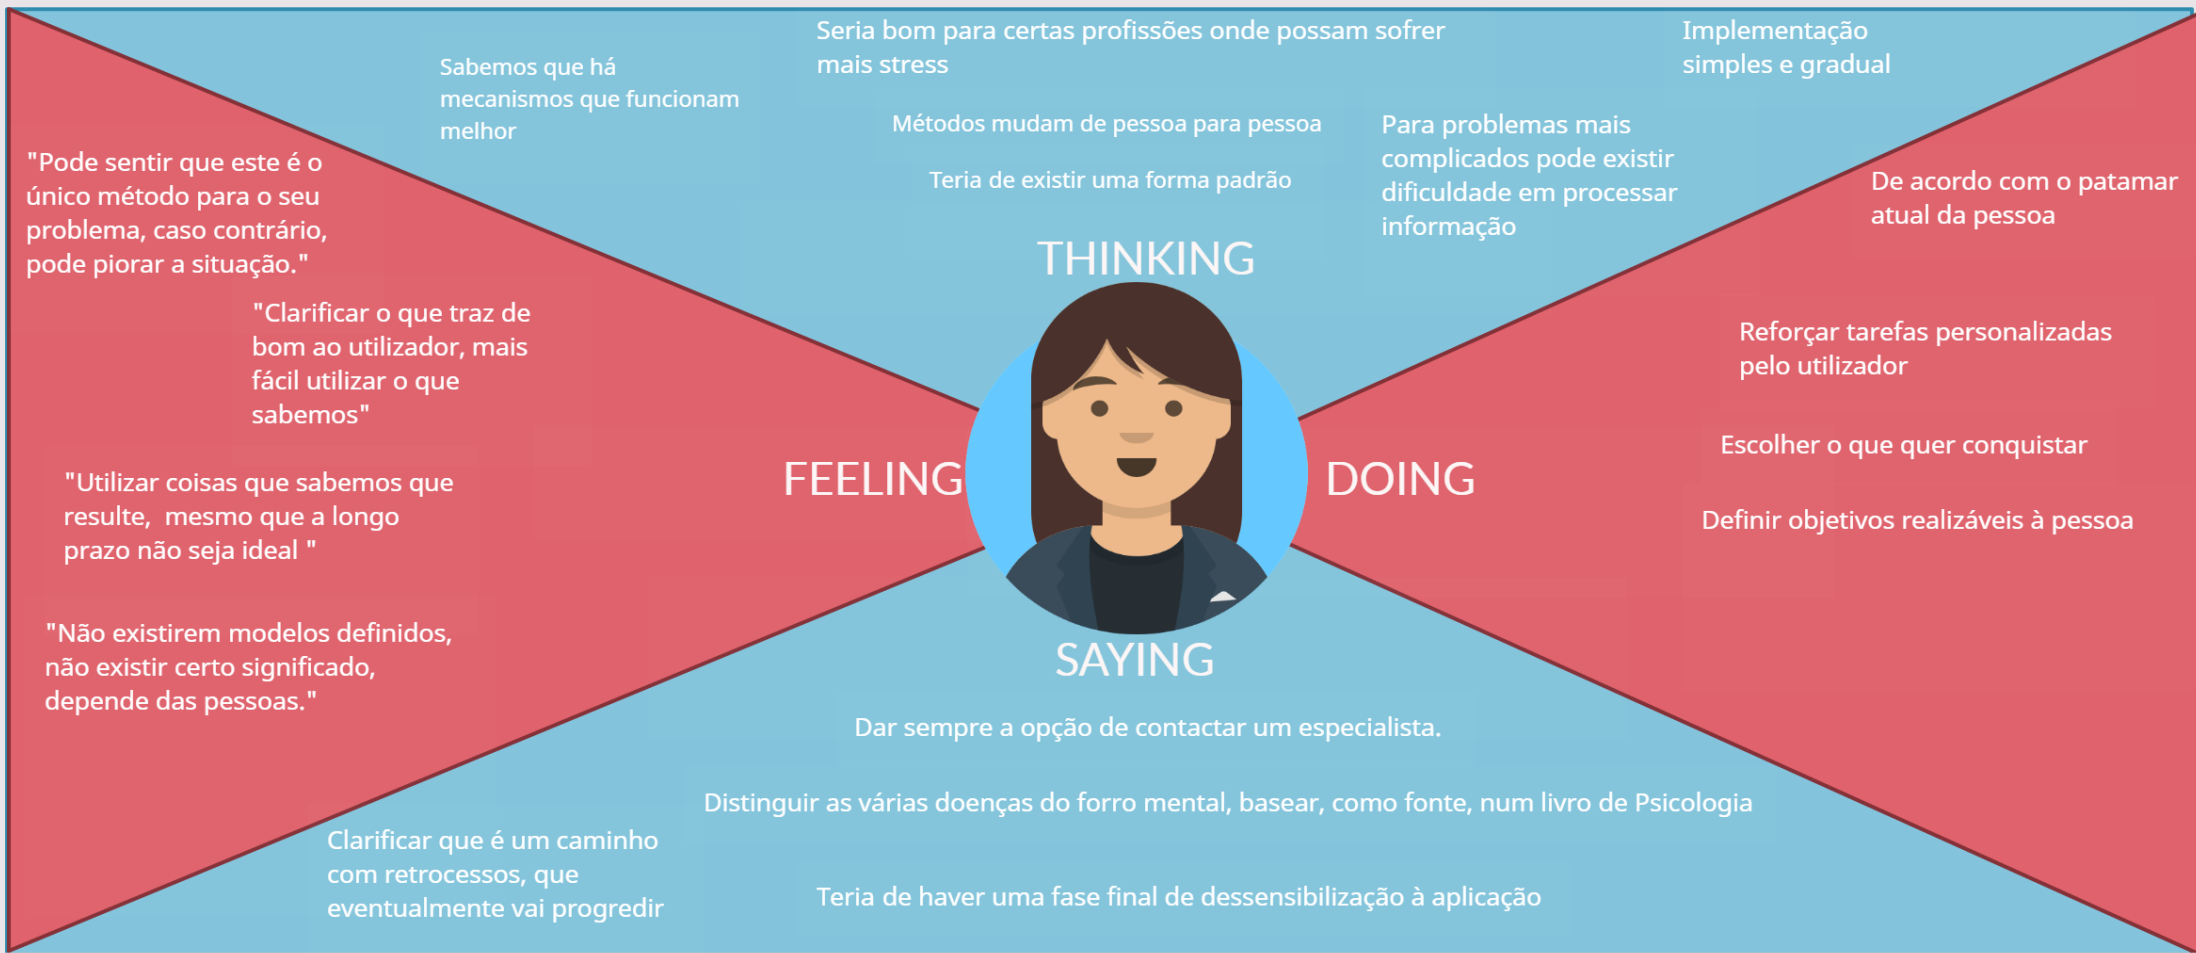 Seria bom para certas profissões onde possam sofrer
mais stress
Implementação
simples e gradual
Sabemos que há
mecanismos que funcionam
melhor
Métodos mudam de pessoa para pessoa
Teria de existir uma forma padrão
Para problemas mais
complicados pode existir
dificuldade em processar
informação
THINKING
"Pode sentir que este é o
único método para o seu
problema, caso contrário,
pode piorar a situação."
"Clarificar o que traz de
bom ao utilizador, mais
fácil utilizar o que
sabemos"
"Utilizar coisas que sabemos que
resulte, mesmo que a longo
prazo não seja ideal "
"Não existirem modelos definidos,
não existir certo significado,
depende das pessoas."
FEELING
DOING
De acordo com o patamar
atual da pessoa
Reforçar tarefas personalizadas
pelo utilizador
Escolher o que quer conquistar
Definir objetivos realizáveis à pessoa
SAYING
Dar sempre a opção de contactar um especialista.
Distinguir as várias doenças do forro mental, basear, como fonte, num livro de Psicologia
Clarificar que é um caminho
com retrocessos, que
eventualmente vai progredir
Teria de haver uma fase final de dessensibilização à aplicação